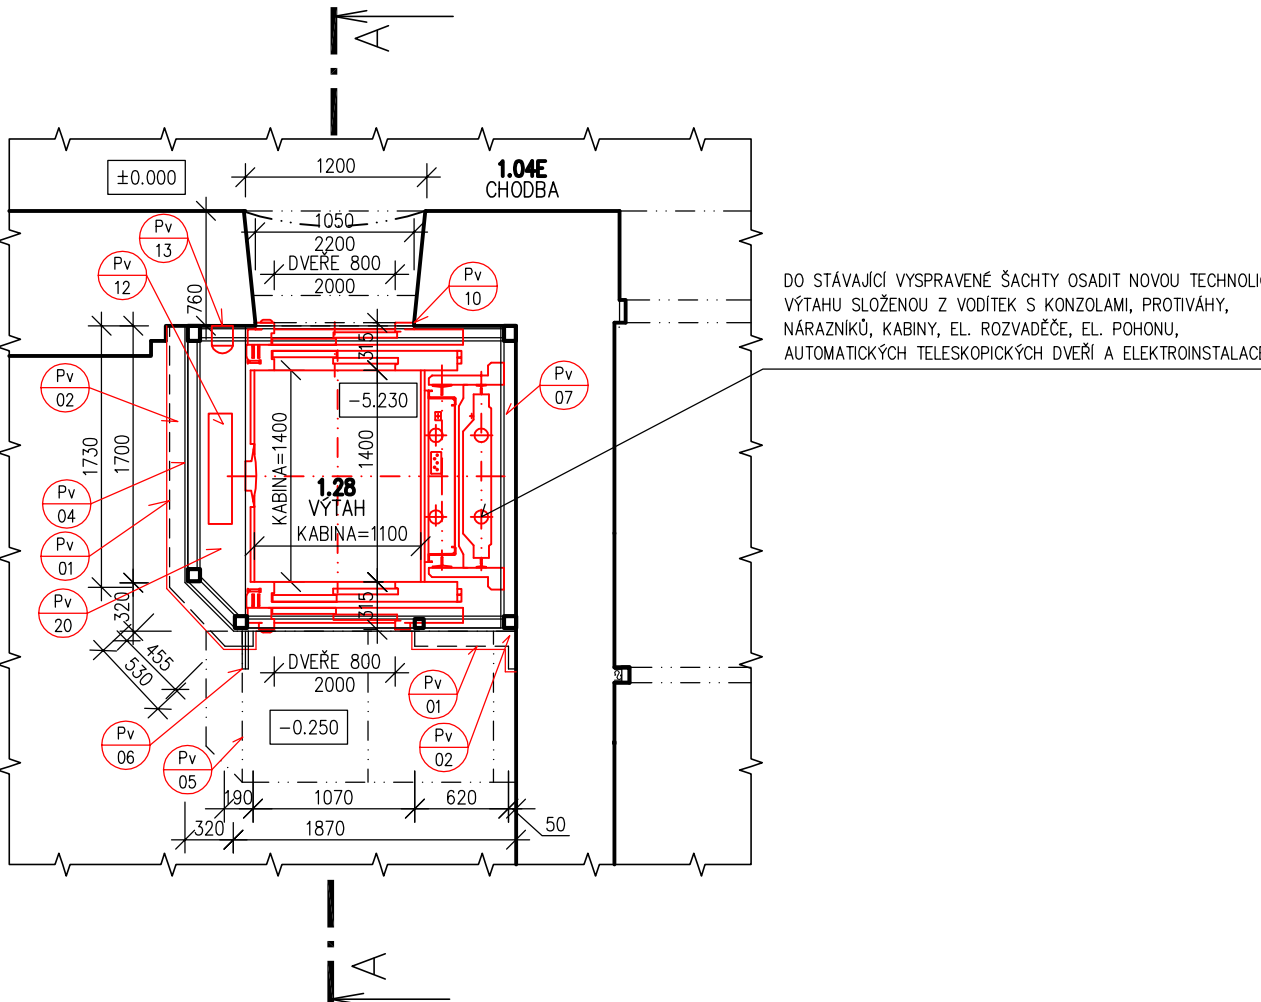 A
1200
1.04E
CHODBA
±0.000
1050
2200
DVEŘE 800
2000
Pv
13
Pv
12
Pv
10
760
315
DO STÁVAJÍCÍ VYSPRAVENÉ ŠACHTY OSADIT NOVOU
VÝTAHU SLOŽENOU Z VODÍTEK S KONZOLAMI, PROTIVÁHY,
NÁRAZNÍKŮ, KABINY, EL. ROZVADĚČE, EL. POHONU,
AUTOMATICKÝCH TELESKOPICKÝCH DVEŘÍ A ELEKTROINSTALACE
Pv
02
-5.230
Pv
07
1730
1700
KABINA=1400
1400
1.28
VÝTAH
KABINA=1100
Pv
04
Pv
01
Pv
20
320
315
455
530
DVEŘE 800
2000
Pv
01
-0.250
Pv
06
Pv
05
Pv
02
190
1070
620
50
320
1870
A